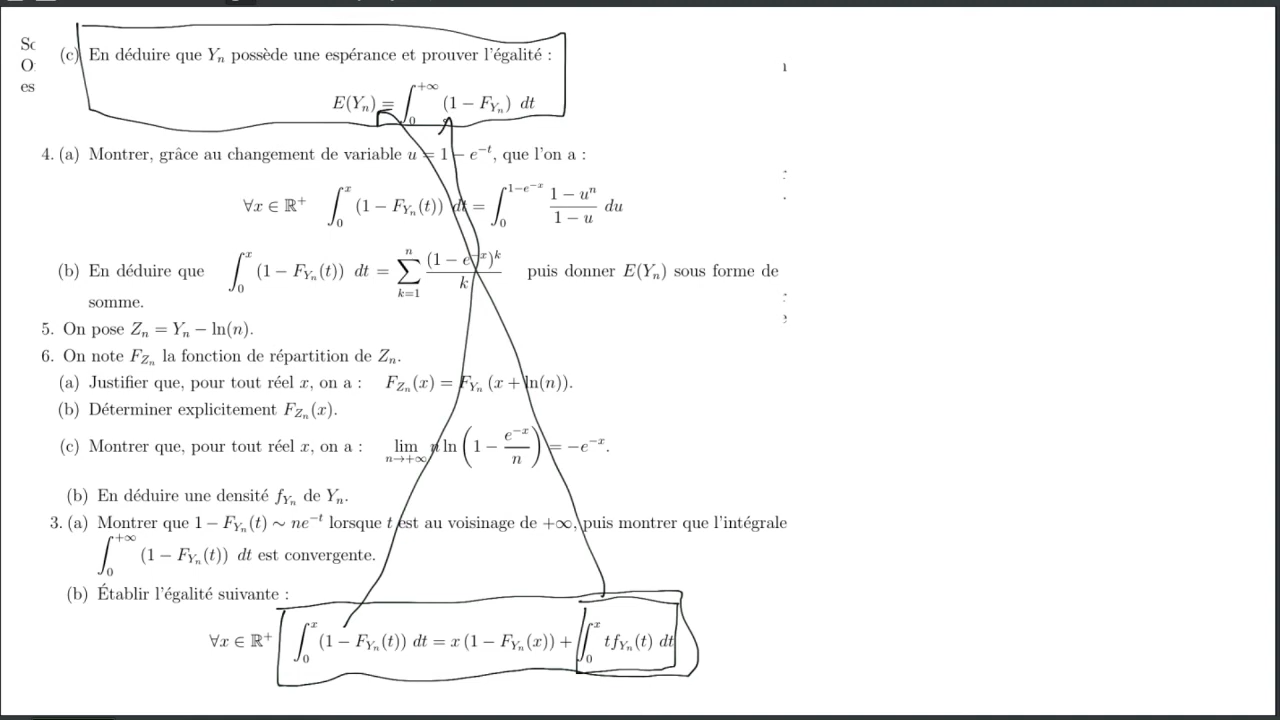 So
O
es
(c) En déduire que Yₙ possède une espérance et prouver l'égalité :
E(Yₙ) = ∫₀^{+∞} (1 − F_{Yₙ}) dt
4. (a) Montrer, grâce au changement de variable u = 1 − e^{−t}, que l'on a :
∀x ∈ ℝ⁺ ∫₀^x (1 − F_{Yₙ}(t)) dt = ∫₀^{1−e^{−x}} (1 − uⁿ)/(1 − u) du
(b) En déduire que ∫₀^x (1 − F_{Yₙ}(t)) dt = ∑_{k=1}^{n} (1 − e^{−x})^k / k puis donner E(Yₙ) sous forme de
somme.
5. On pose Zₙ = Yₙ − ln(n).
6. On note F_{Zₙ} la fonction de répartition de Zₙ.
(a) Justifier que, pour tout réel x, on a : F_{Zₙ}(x) = F_{Yₙ} (x + ln(n)).
(b) Déterminer explicitement F_{Zₙ}(x).
(c) Montrer que, pour tout réel x, on a : lim_{n→+∞} n ln (1 − e^{−x}/n) = −e^{−x}.
(b) En déduire une densité f_{Yₙ} de Yₙ.
3. (a) Montrer que 1 − F_{Yₙ}(t) ∼ ne^{−t} lorsque t est au voisinage de +∞, puis montrer que l'intégrale
∫₀^{+∞} (1 − F_{Yₙ}(t)) dt est convergente.
(b) Établir l'égalité suivante :
∀x ∈ ℝ⁺ ∫₀^x (1 − F_{Yₙ}(t)) dt = x (1 − F_{Yₙ}(x)) + ∫₀^x t f_{Yₙ}(t) dt